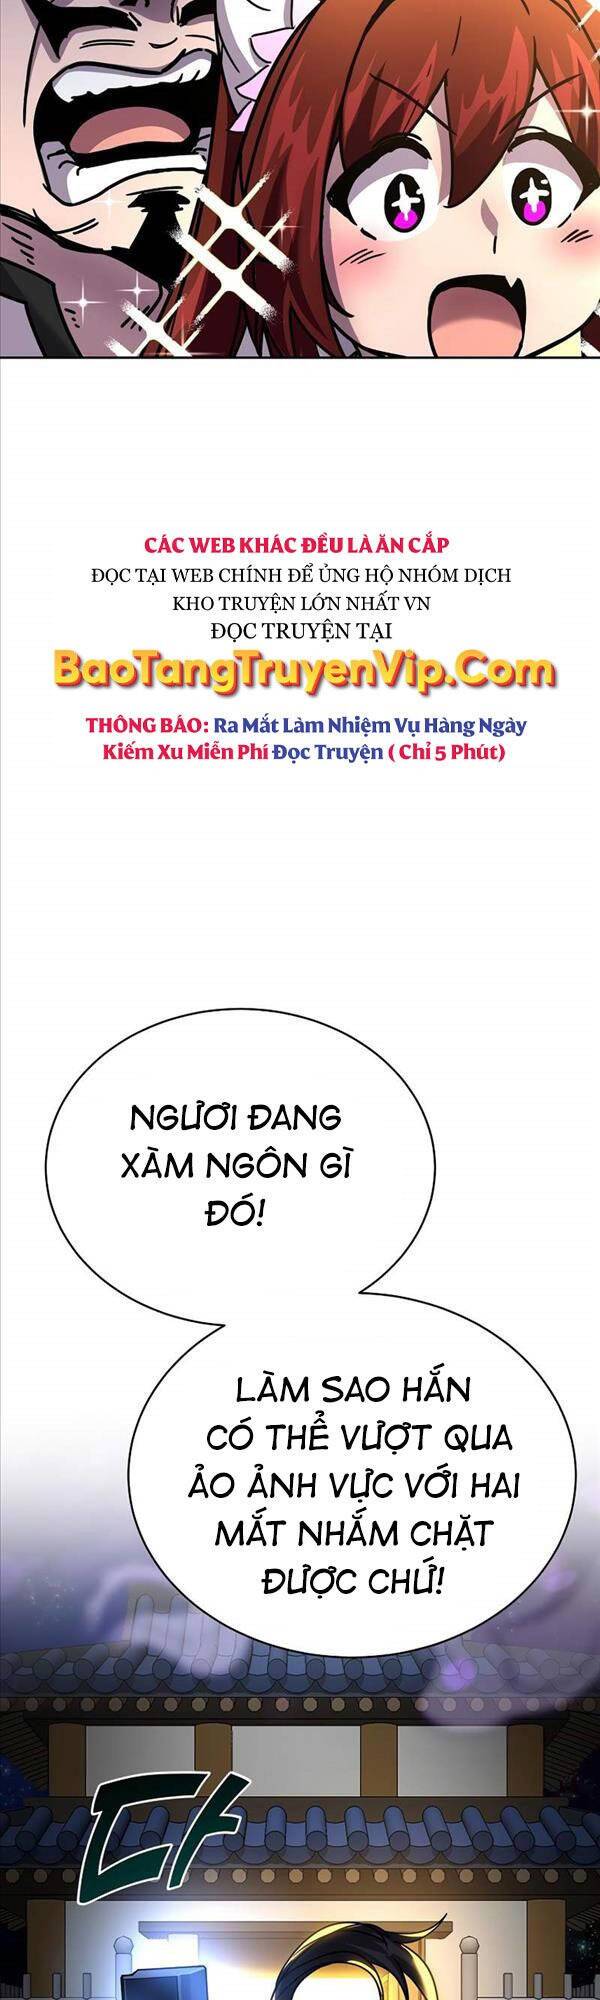 CÁC WEB KHÁC ĐỀU LÀ ĂN CẮP
ĐỌC TẠI WEB CHÍNH ĐỂ ỦNG HỘ NHÓM DỊCH
KHO TRUYỆN LỚN NHẤT VN
ĐỌC TRUYỆN TẠI
BaoTangTruyenVip.Com
THÔNG BÁO: Ra Mắt Làm Nhiệm Vụ Hàng Ngày
Kiếm Xu Miễn Phí Đọc Truyện ( Chỉ 5 Phút)
NGƯƠI ĐANG
XÀM NGÔN GÌ
ĐÓ!
LÀM SAO HẮN
CÓ THỂ VƯỢT QUA
ẢO ẢNH VỰC VỚI HAI
MẮT NHẮM CHẶT
ĐƯỢC CHỨ!
다